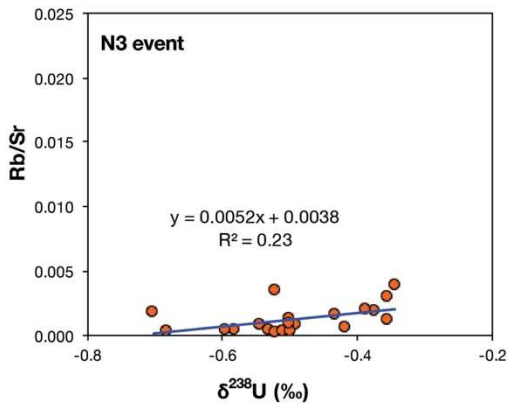 0.025
N3 event
0.020
0.015
Rb/Sr
0.010
y = 0.0052x + 0.0038
R² = 0.23
0.005
0.000
-0.8
-0.6
-0.4
-0.2
δ²³⁸U (‰)